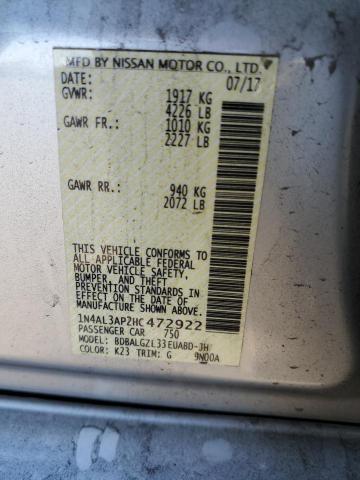 MFD BY NISSAN MOTOR CO., LTD.
DATE: 07/17
GVWR: 1917 KG
4226 LB
GAWR FR.: 1010 KG
2227 LB
GAWR RR.: 940 KG
2072 LB
THIS VEHICLE CONFORMS TO
ALL APPLICABLE FEDERAL
MOTOR VEHICLE SAFETY,
BUMPER, AND THEFT
PREVENTION STANDARDS IN
EFFECT ON THE DATE OF
MANUFACTURE SHOWN ABOVE.
1N4AL3AP2HC472922
PASSENGER CAR 750
MODEL: BDBALGZL33EUABD-JH
COLOR: K23 TRIM: G 9N00A